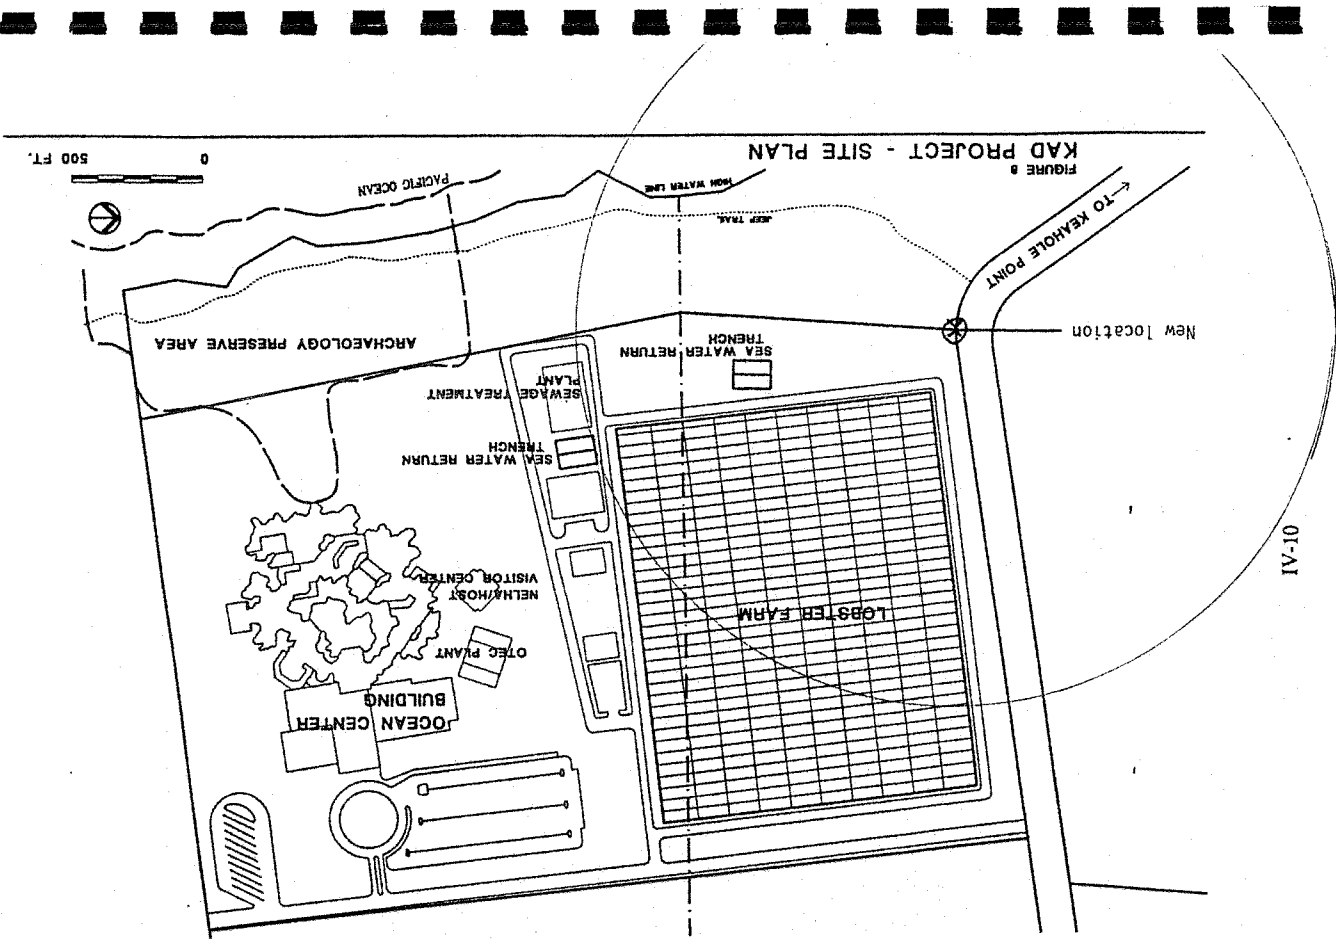 FIGURE 8
KAD PROJECT - SITE PLAN
0 500 FT.
PACIFIC OCEAN
HIGH WATER LINE
JEEP TRAIL
TO KEAHOLE POINT
New location
ARCHAEOLOGY PRESERVE AREA
SEA WATER RETURN
TRENCH
SEWAGE TREATMENT
PLANT
SEA WATER RETURN
TRENCH
NELHA/HOST
VISITOR CENTER
OTEC PLANT
OCEAN CENTER
BUILDING
LOBSTER FARM
IV-10